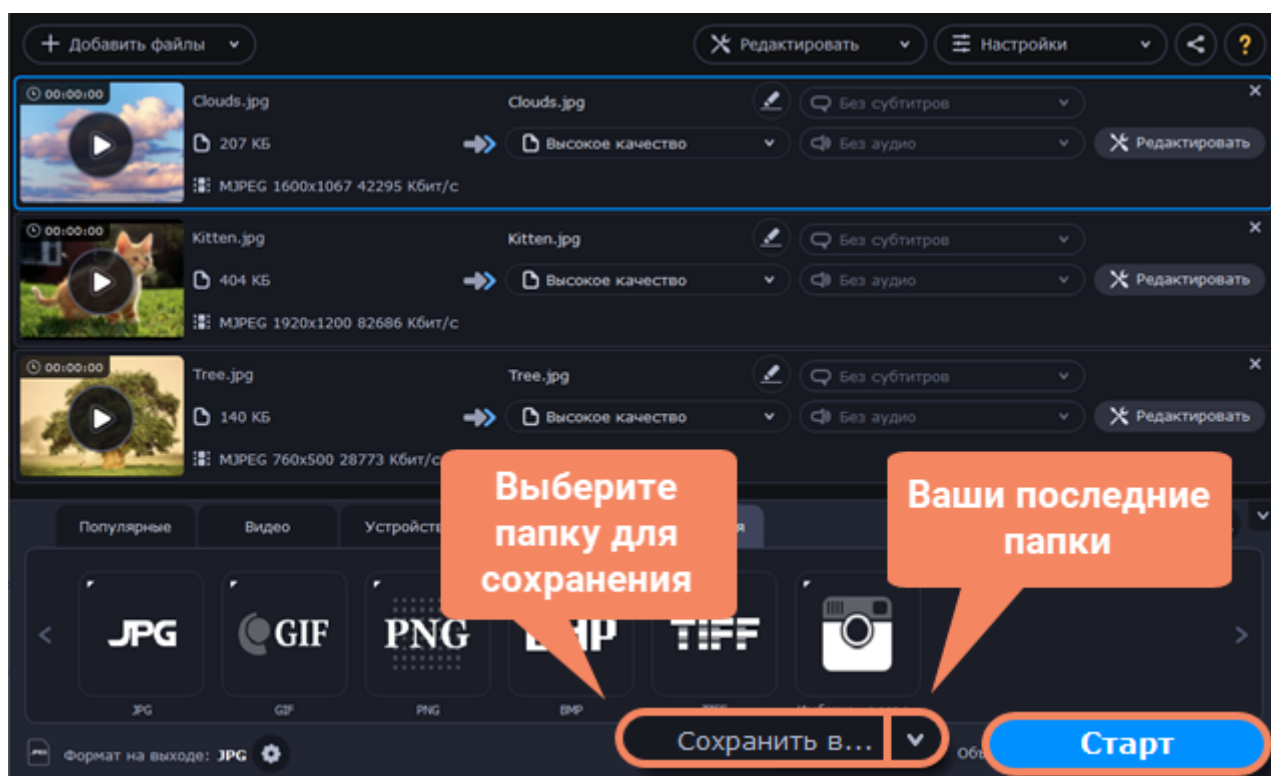 Добавить файлы
Редактировать
Настройки
?
00:00:00
Clouds.jpg
Clouds.jpg
Без субтитров
207 КБ
Высокое качество
Без аудио
Редактировать
MJPEG 1600x1067 42295 Кбит/с
00:00:00
Kitten.jpg
Kitten.jpg
Без субтитров
404 КБ
Высокое качество
Без аудио
Редактировать
MJPEG 1920x1200 82686 Кбит/с
00:00:00
Tree.jpg
Tree.jpg
Без субтитров
140 КБ
Высокое качество
Без аудио
Редактировать
MJPEG 760x500 28773 Кбит/с
Выберите
папку для
сохранения
Ваши последние
папки
Популярные
Видео
JPG
GIF
PNG
TIFF
JPG
GIF
PNG
BMP
Формат на выходе: JPG
Сохранить в...
Старт